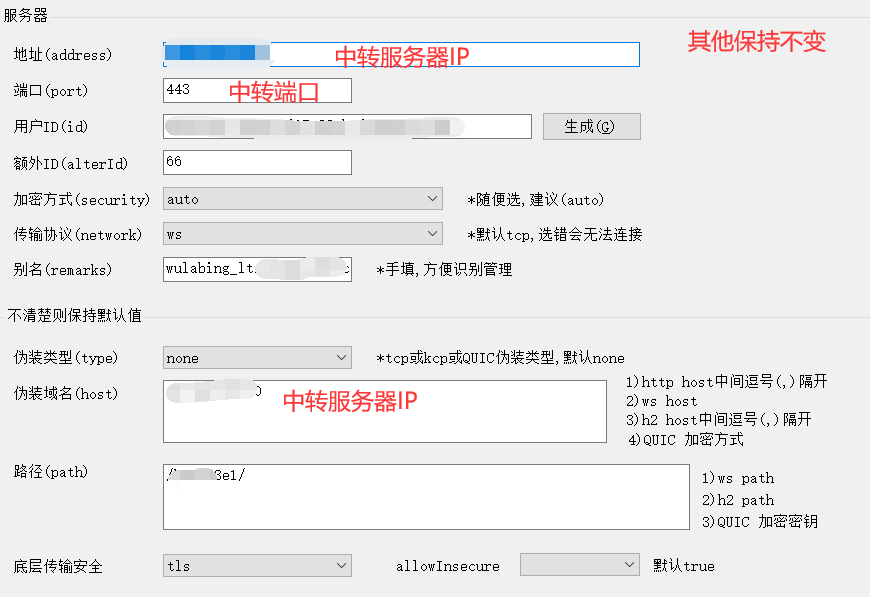 服务器
其他保持不变
地址(address) 中转服务器IP
端口(port) 443 中转端口
用户ID(id) 生成(G)
额外ID(alterId) 66
加密方式(security) auto *随便选,建议(auto)
传输协议(network) ws *默认tcp,选错会无法连接
别名(remarks) wulabing_lt *手填,方便识别管理
不清楚则保持默认值
伪装类型(type) none *tcp或kcp或QUIC伪装类型,默认none
伪装域名(host) 0 中转服务器IP
1)http host中间逗号(,)隔开
2)ws host
3)h2 host中间逗号(,)隔开
4)QUIC 加密方式
路径(path) / 3e1/
1)ws path
2)h2 path
3)QUIC 加密密钥
底层传输安全 tls allowInsecure 默认true